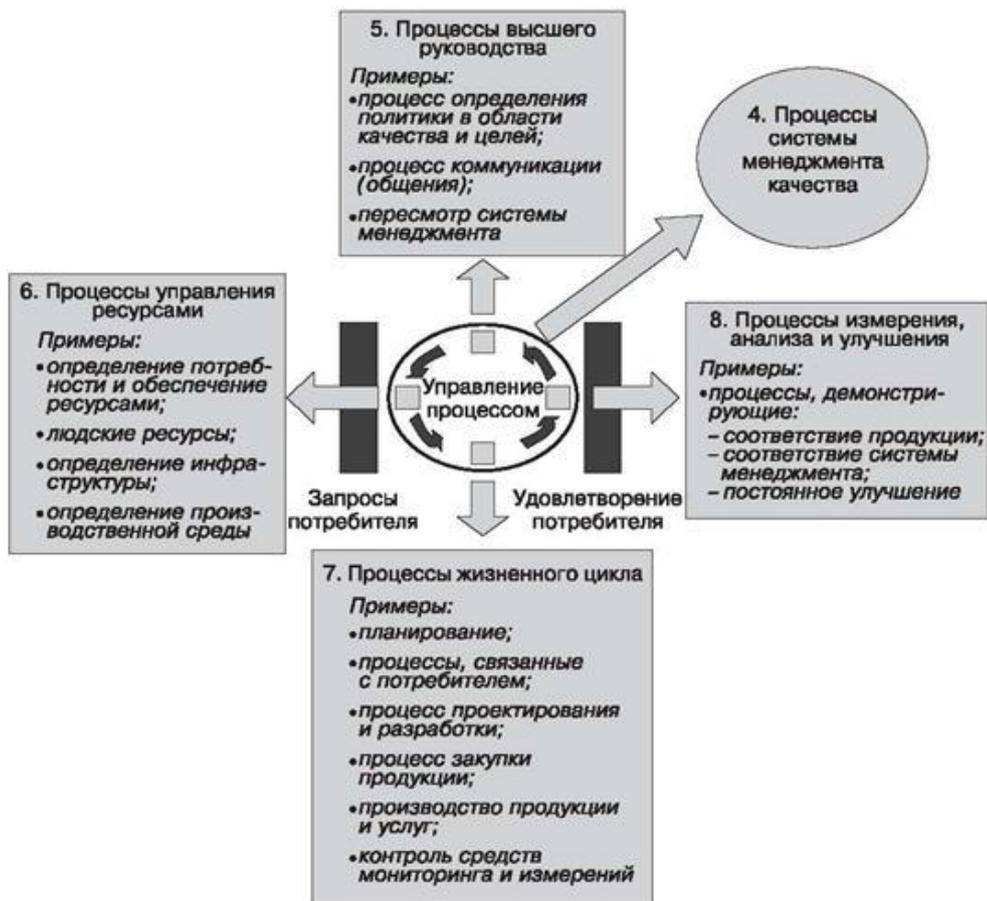 5. Процессы высшего
руководства
Примеры:
•процесс определения
политики в области
качества и целей;
•процесс коммуникации
(общения);
•пересмотр системы
менеджмента
4. Процессы
системы
менеджмента
качества
6. Процессы управления
ресурсами
Примеры:
•определение потреб-
ности и обеспечение
ресурсами;
•людские ресурсы;
•определение инфра-
структуры;
•определение произ-
водственной среды
Управление
процессом
8. Процессы измерения,
анализа и улучшения
Примеры:
•процессы, демонстри-
рующие:
– соответствие продукции;
– соответствие системы
менеджмента;
– постоянное улучшение
Запросы
потребителя
Удовлетворение
потребителя
7. Процессы жизненного цикла
Примеры:
•планирование;
•процессы, связанные
с потребителем;
•процесс проектирования
и разработки;
•процесс закупки
продукции;
•производство продукции
и услуг;
•контроль средств
мониторинга и измерений